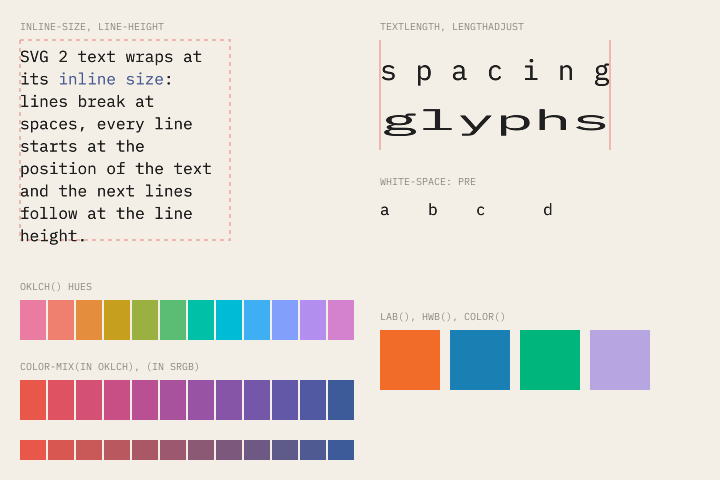 INLINE-SIZE, LINE-HEIGHT
SVG 2 text wraps at
its inline size:
lines break at
spaces, every line
starts at the
position of the text
and the next lines
follow at the line
height.
TEXTLENGTH, LENGTHADJUST
spacing
glyphs
WHITE-SPACE: PRE
a   b   c     d
OKLCH() HUES
LAB(), HWB(), COLOR()
COLOR-MIX(IN OKLCH), (IN SRGB)